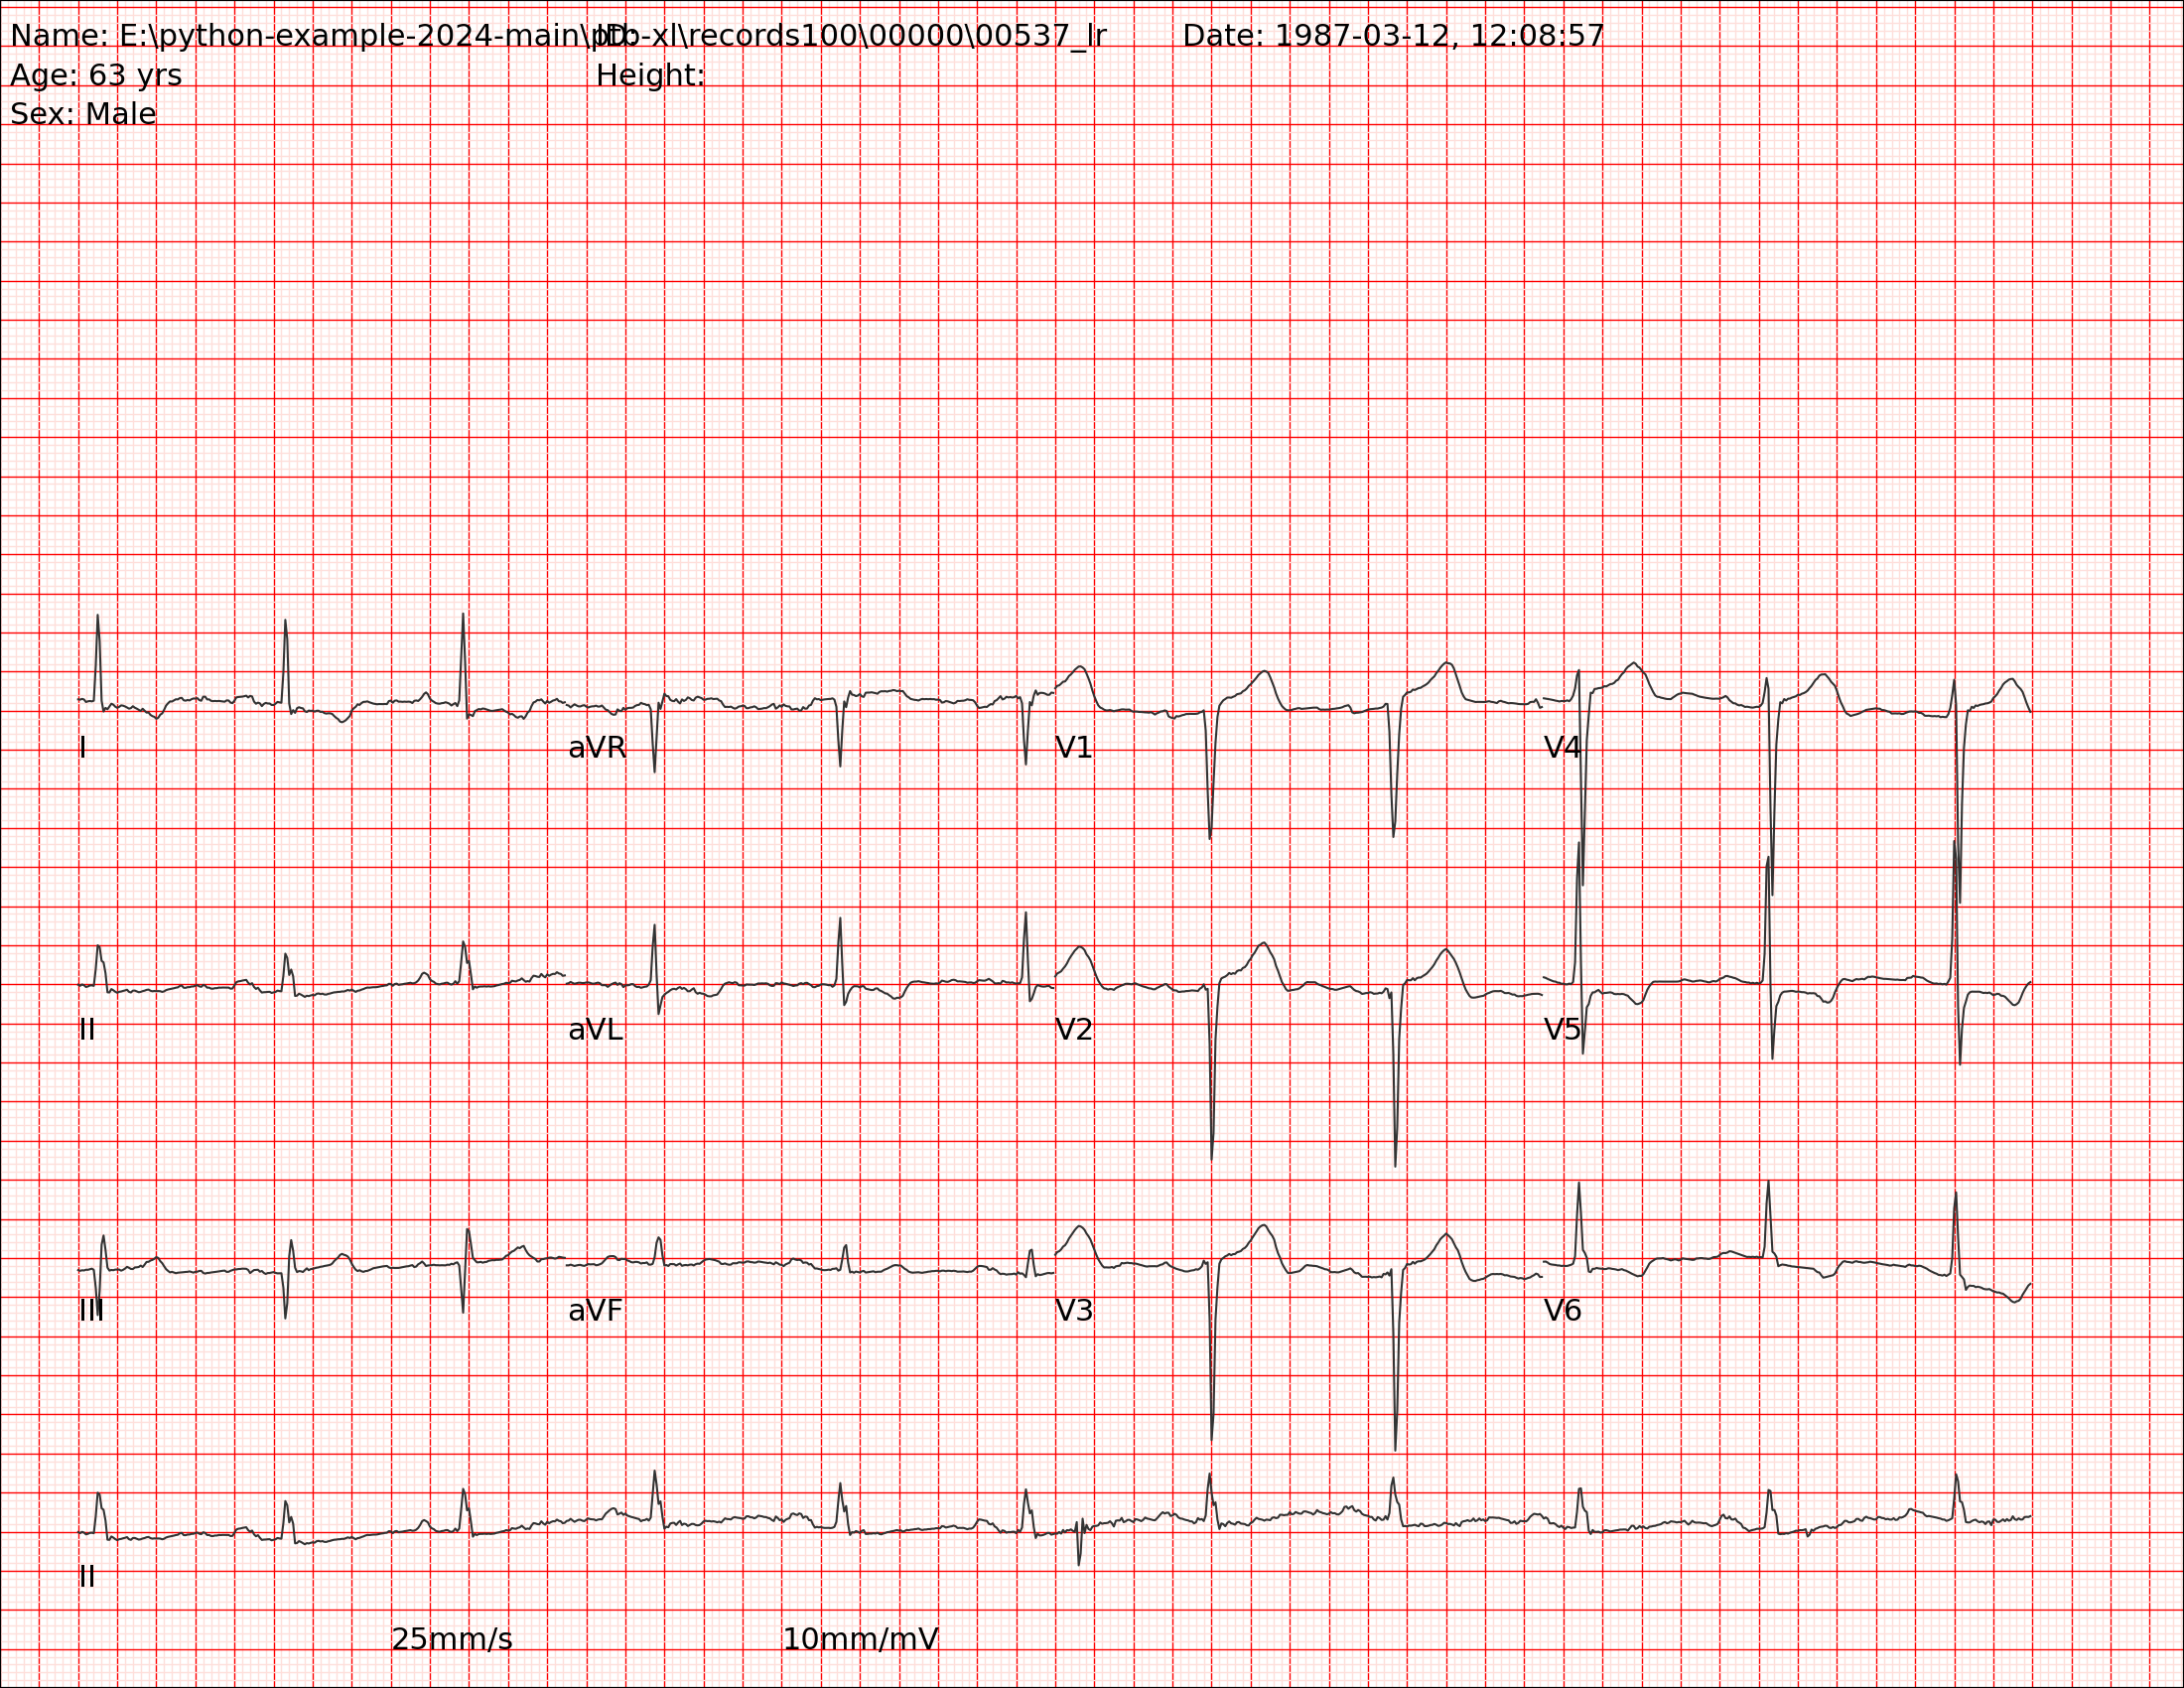 Name: E:\python-example-2024-main\ptb-xl\records100\00000\00537_lr ID: Date: 1987-03-12, 12:08:57
Age: 63 yrs Height:
Sex: Male
I aVR V1 V4
II aVL V2 V5
III aVF V3 V6
II
25mm/s 10mm/mV